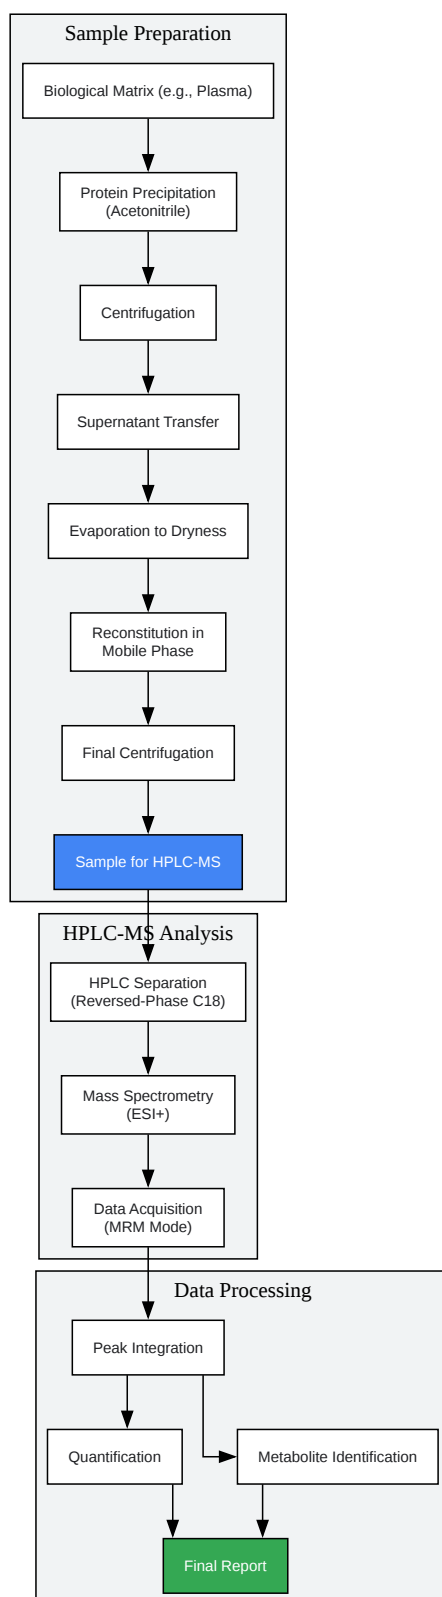 Sample Preparation
Biological Matrix (e.g., Plasma)
Protein Precipitation
(Acetonitrile)
Centrifugation
Supernatant Transfer
Evaporation to Dryness
Reconstitution in
Mobile Phase
Final Centrifugation
Sample for HPLC-MS
HPLC-MS Analysis
HPLC Separation
(Reversed-Phase C18)
Mass Spectrometry
(ESI+)
Data Acquisition
(MRM Mode)
Data Processing
Peak Integration
Quantification
Metabolite Identification
Final Report